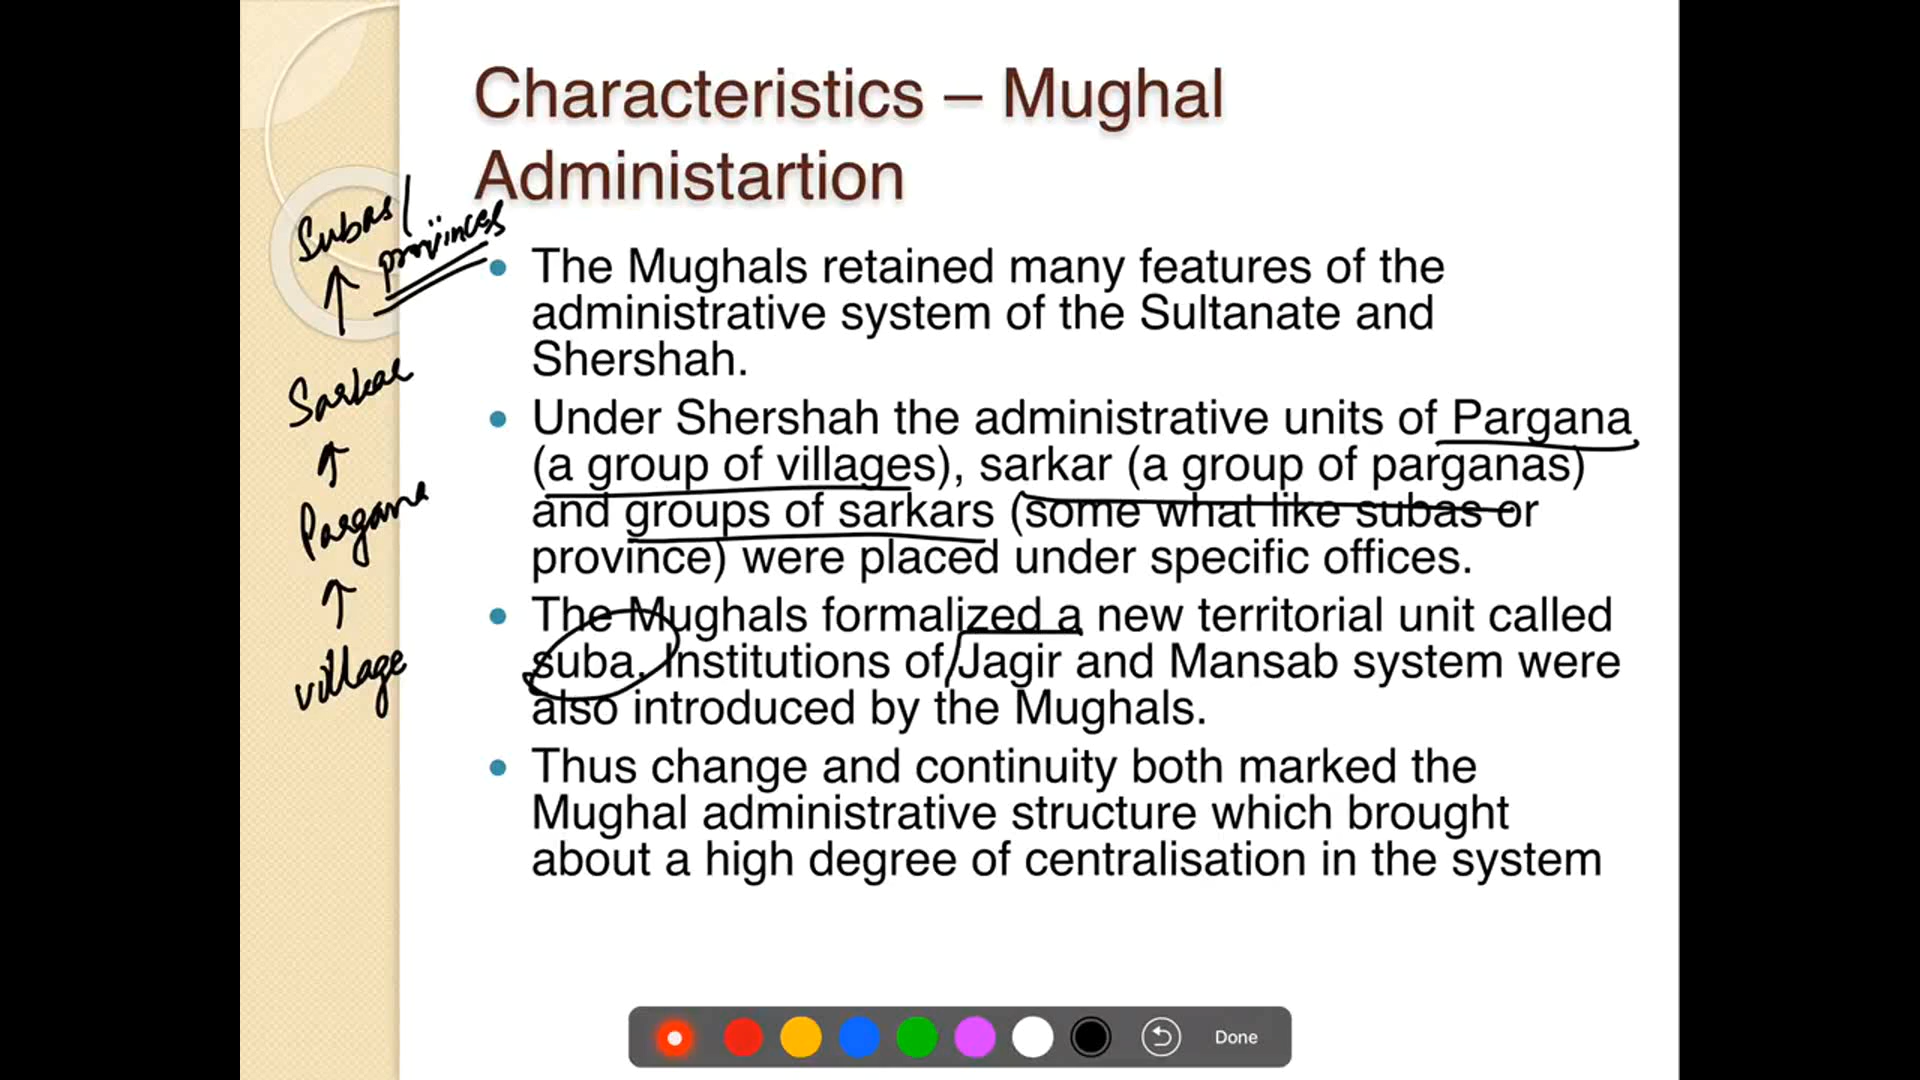 Characteristics – Mughal
Administartion
Subas/
provinces
Sarkar
Pargana
village
The Mughals retained many features of the
administrative system of the Sultanate and
Shershah.
Under Shershah the administrative units of Pargana
(a group of villages), sarkar (a group of parganas)
and groups of sarkars (some what like subas or
province) were placed under specific offices.
The Mughals formalized a new territorial unit called
suba. Institutions of Jagir and Mansab system were
also introduced by the Mughals.
Thus change and continuity both marked the
Mughal administrative structure which brought
about a high degree of centralisation in the system
Done